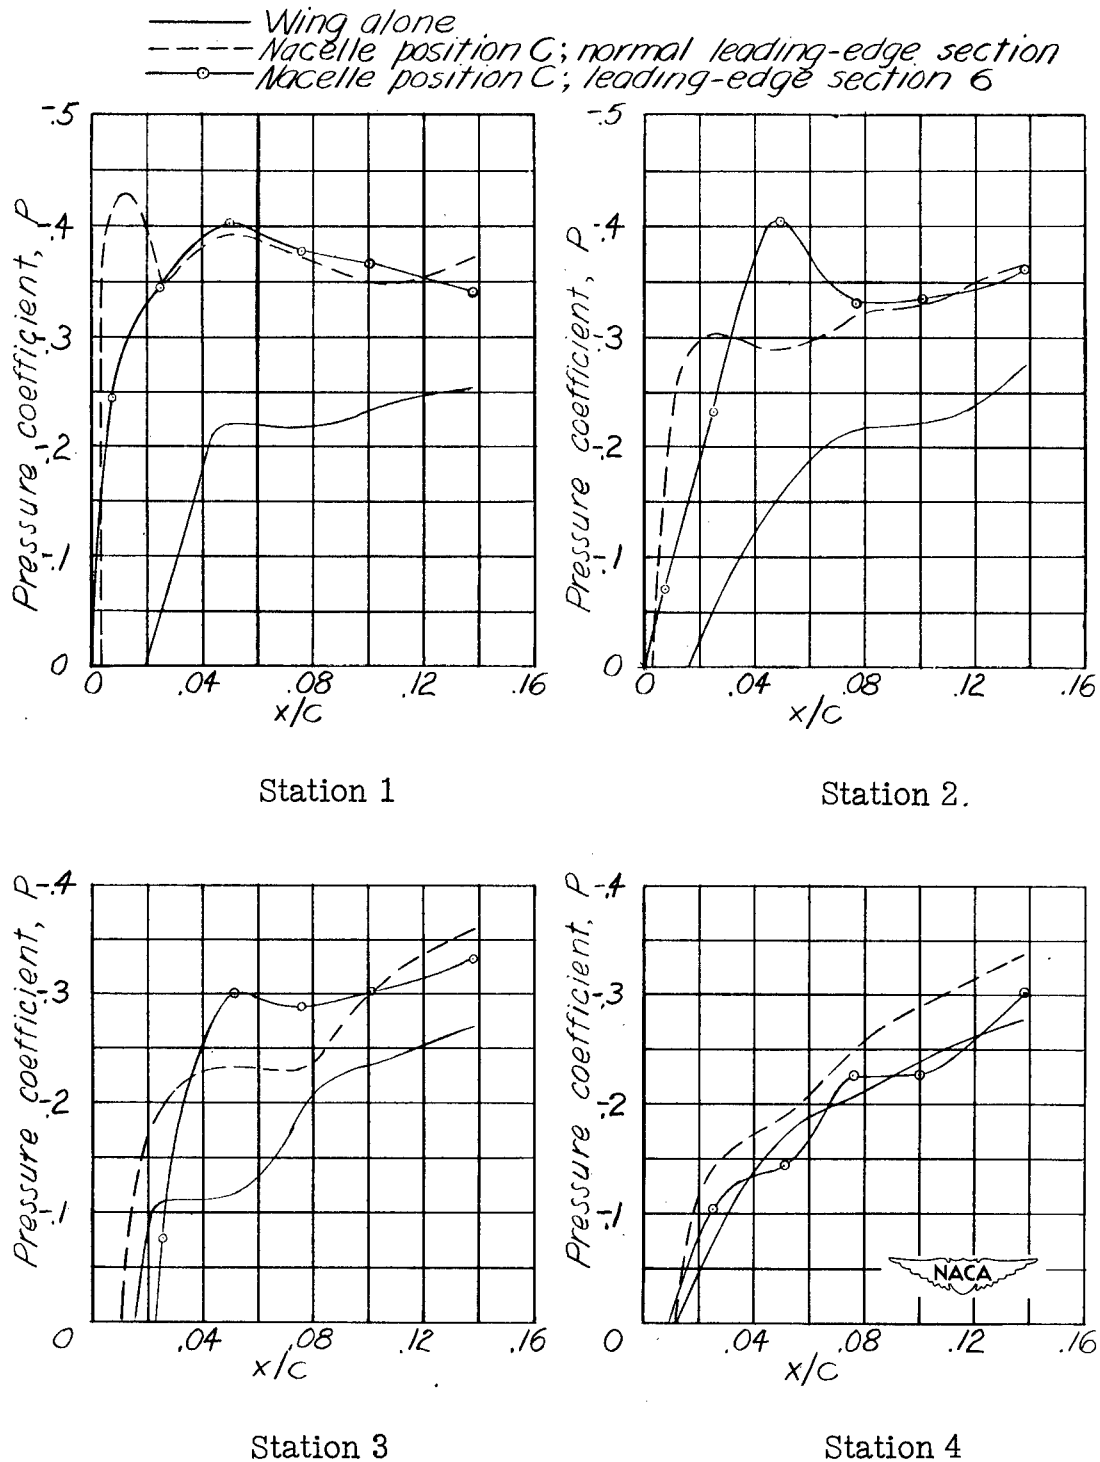 Wing alone
Nacelle position C; normal leading-edge section
Nacelle position C; leading-edge section 6
-.5
-.4
-.3
-.2
-.1
0
Pressure coefficient, P
0 .04 .08 .12 .16
x/c
Station 1
-.5
-.4
-.3
-.2
-.1
0
Pressure coefficient, P
0 .04 .08 .12 .16
x/c
Station 2.
-.4
-.3
-.2
-.1
0
Pressure coefficient, P
.04 .08 .12 .16
x/c
Station 3
-.4
-.3
-.2
-.1
0
Pressure coefficient, P
NACA
.04 .08 .12 .16
x/c
Station 4